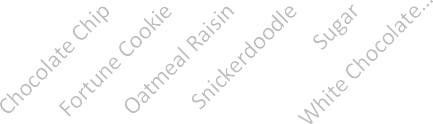 Chocolate Chip
Fortune Cookie
Oatmeal Raisin
Snickerdoodle
Sugar
White Chocolate...